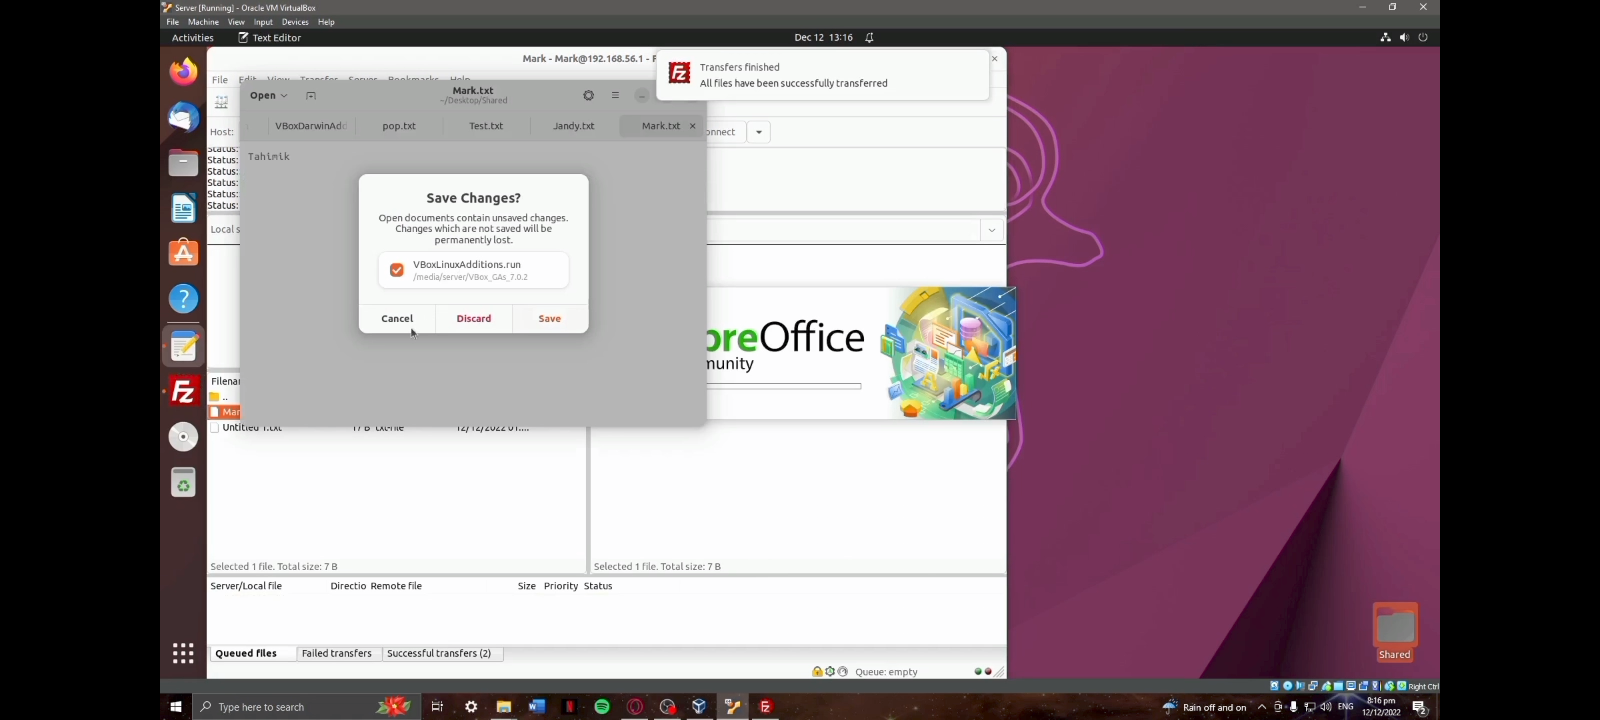 Server [Running] - Oracle VM VirtualBox
File Machine View Input Devices Help
Activities Text Editor Dec 12 13:16
Mark - Mark@192.168.56.1 - F
Transfers finished
All files have been successfully transferred
File Edit View Transfer Server Bookmarks Help
Open Mark.txt
~/Desktop/Shared
Host: VBoxDarwinAdd pop.txt Test.txt Jandy.txt Mark.txt onnect
Status:
Status:
Status:
Status:
Status:
Status:
Tahimik
Local s
Save Changes?
Open documents contain unsaved changes.
Changes which are not saved will be
permanently lost.
VBoxLinuxAdditions.run
/media/server/VBox_GAs_7.0.2
Cancel Discard Save
breOffice
munity
Filena
..
Mar
Untitled 1.txt 17 B txt-file 12/12/2022 01:...
Selected 1 file. Total size: 7 B Selected 1 file. Total size: 7 B
Server/Local file Directio Remote file Size Priority Status
Shared
Queued files Failed transfers Successful transfers (2)
Queue: empty
Right Ctrl
Type here to search
Rain off and on ENG 8:16 pm
12/12/2022
2